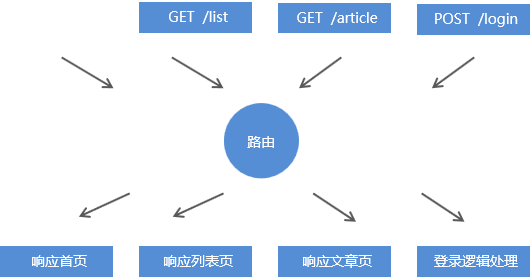 GET /list
GET /article
POST /login
路由
响应首页
响应列表页
响应文章页
登录逻辑处理